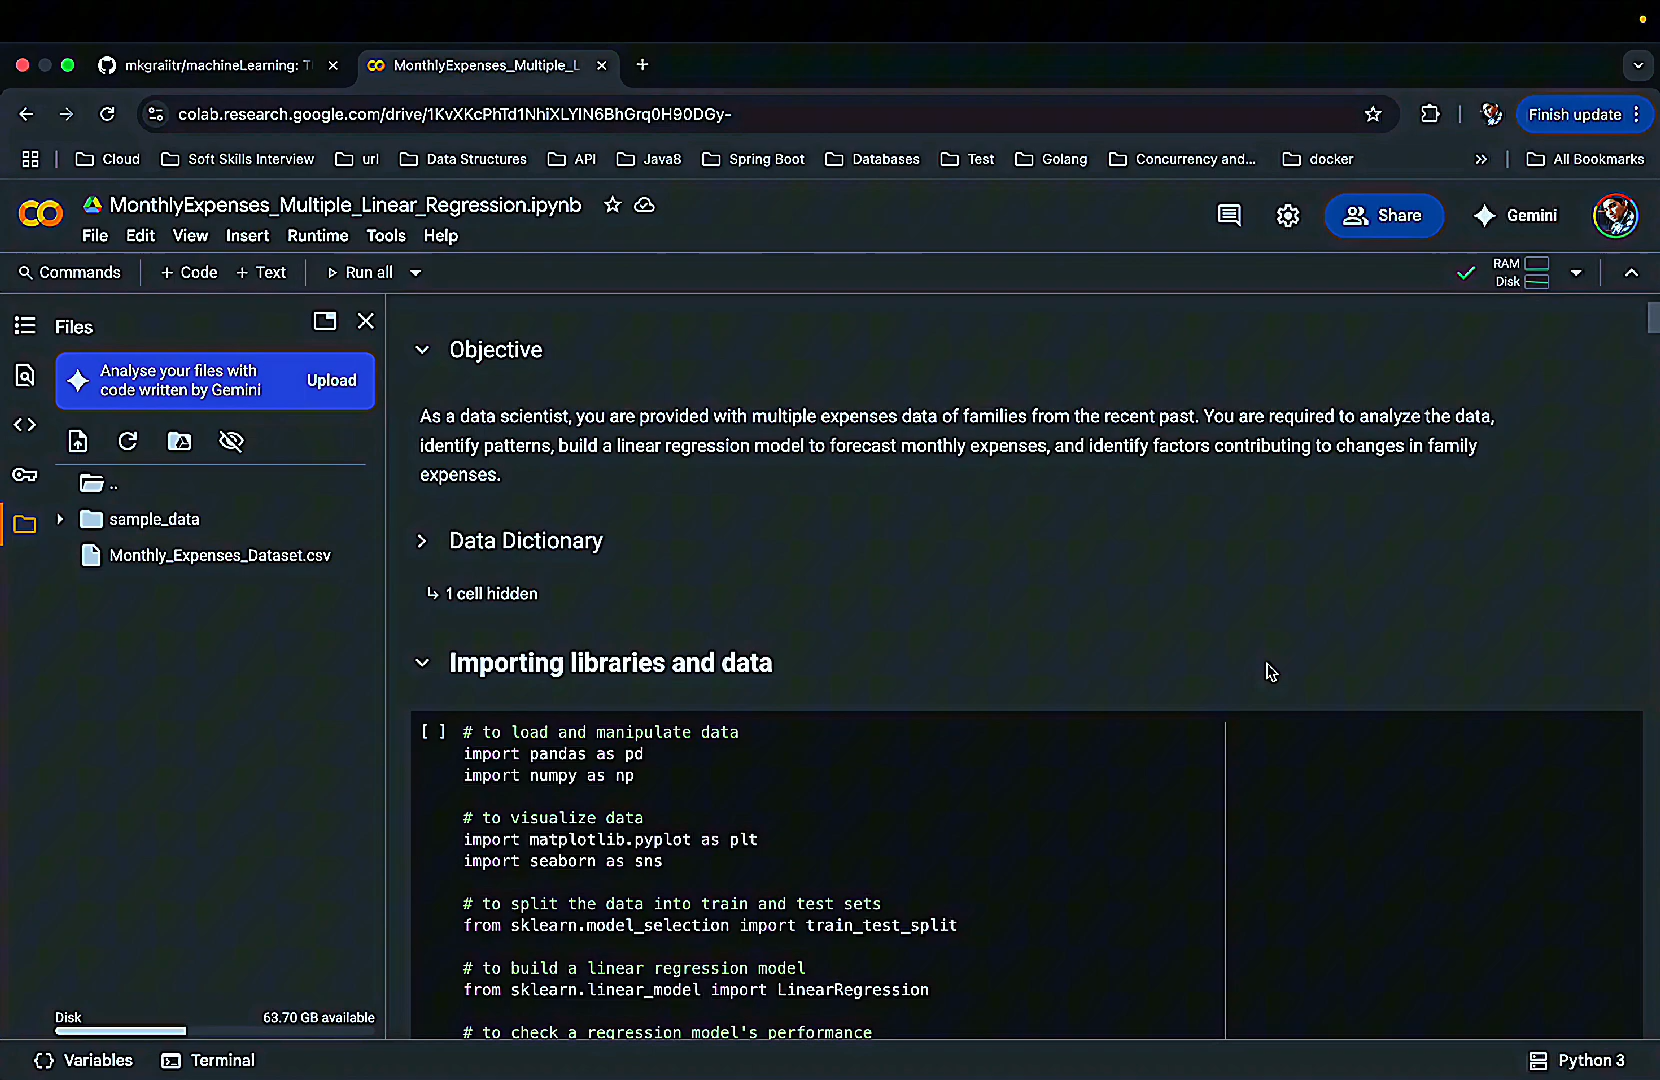 mkgraiitr/machineLearning: T
MonthlyExpenses_Multiple_L
colab.research.google.com/drive/1KvXKcPhTd1NhiXLYIN6BhGrq0H90DGy-
Finish update
Cloud
Soft Skills Interview
url
Data Structures
API
Java8
Spring Boot
Databases
Test
Golang
Concurrency and...
docker
All Bookmarks
MonthlyExpenses_Multiple_Linear_Regression.ipynb
File Edit View Insert Runtime Tools Help
Share
Gemini
Commands + Code + Text Run all
RAM
Disk
Files
Analyse your files with
code written by Gemini
Upload
..
sample_data
Monthly_Expenses_Dataset.csv
Disk 63.70 GB available
Objective
As a data scientist, you are provided with multiple expenses data of families from the recent past. You are required to analyze the data,
identify patterns, build a linear regression model to forecast monthly expenses, and identify factors contributing to changes in family
expenses.
Data Dictionary
↳ 1 cell hidden
Importing libraries and data
[ ] # to load and manipulate data
import pandas as pd
import numpy as np
# to visualize data
import matplotlib.pyplot as plt
import seaborn as sns
# to split the data into train and test sets
from sklearn.model_selection import train_test_split
# to build a linear regression model
from sklearn.linear_model import LinearRegression
# to check a regression model's performance
Variables
Terminal
Python 3